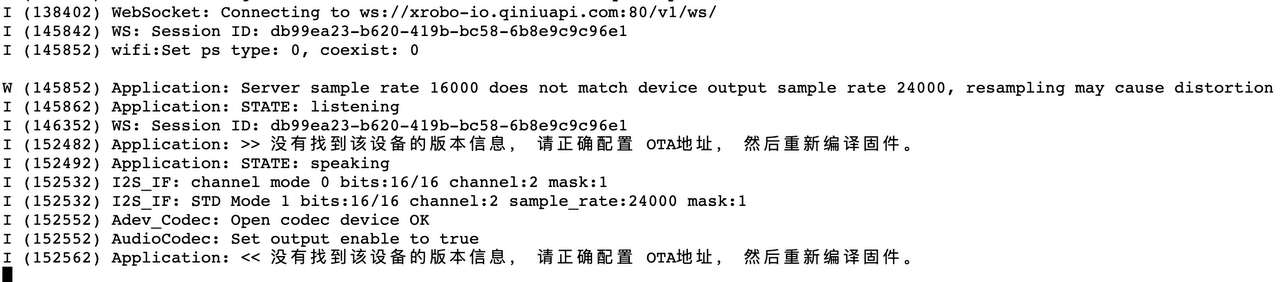 I (138402) WebSocket: Connecting to ws://xrobo-io.qiniuapi.com:80/v1/ws/
I (145842) WS: Session ID: db99ea23-b620-419b-bc58-6b8e9c9c96e1
I (145852) wifi:Set ps type: 0, coexist: 0
W (145852) Application: Server sample rate 16000 does not match device output sample rate 24000, resampling may cause distortion
I (145862) Application: STATE: listening
I (146352) WS: Session ID: db99ea23-b620-419b-bc58-6b8e9c9c96e1
I (152482) Application: >> 没有找到该设备的版本信息， 请正确配置 OTA地址， 然后重新编译固件。
I (152492) Application: STATE: speaking
I (152532) I2S_IF: channel mode 0 bits:16/16 channel:2 mask:1
I (152532) I2S_IF: STD Mode 1 bits:16/16 channel:2 sample_rate:24000 mask:1
I (152552) Adev_Codec: Open codec device OK
I (152552) AudioCodec: Set output enable to true
I (152562) Application: << 没有找到该设备的版本信息， 请正确配置 OTA地址， 然后重新编译固件。